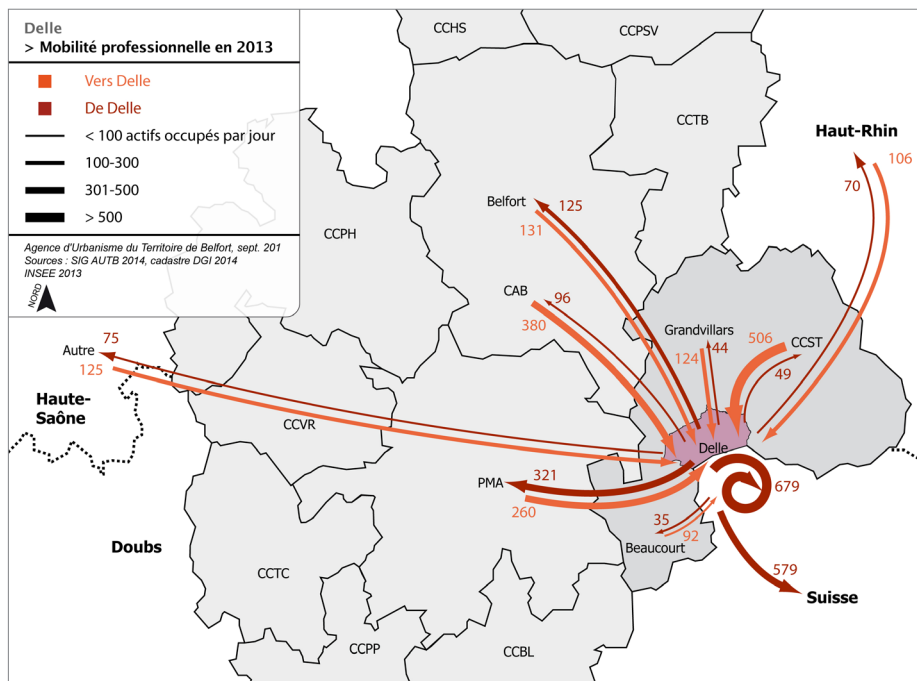 Delle
> Mobilité professionnelle en 2013
Vers Delle
De Delle
< 100 actifs occupés par jour
100-300
301-500
> 500
Agence d'Urbanisme du Territoire de Belfort, sept. 201
Sources : SIG AUTB 2014, cadastre DGI 2014
INSEE 2013
NORD
CCHS
CCPSV
CCTB
Haut-Rhin
106
70
CCPH
Belfort
125
131
CAB
96
380
Grandvillars
124
44
506
CCST
49
75
Autre
125
Haute-
Saône
CCVR
Delle
PMA
321
260
679
35
92
Beaucourt
Doubs
CCTC
579
Suisse
CCPP
CCBL